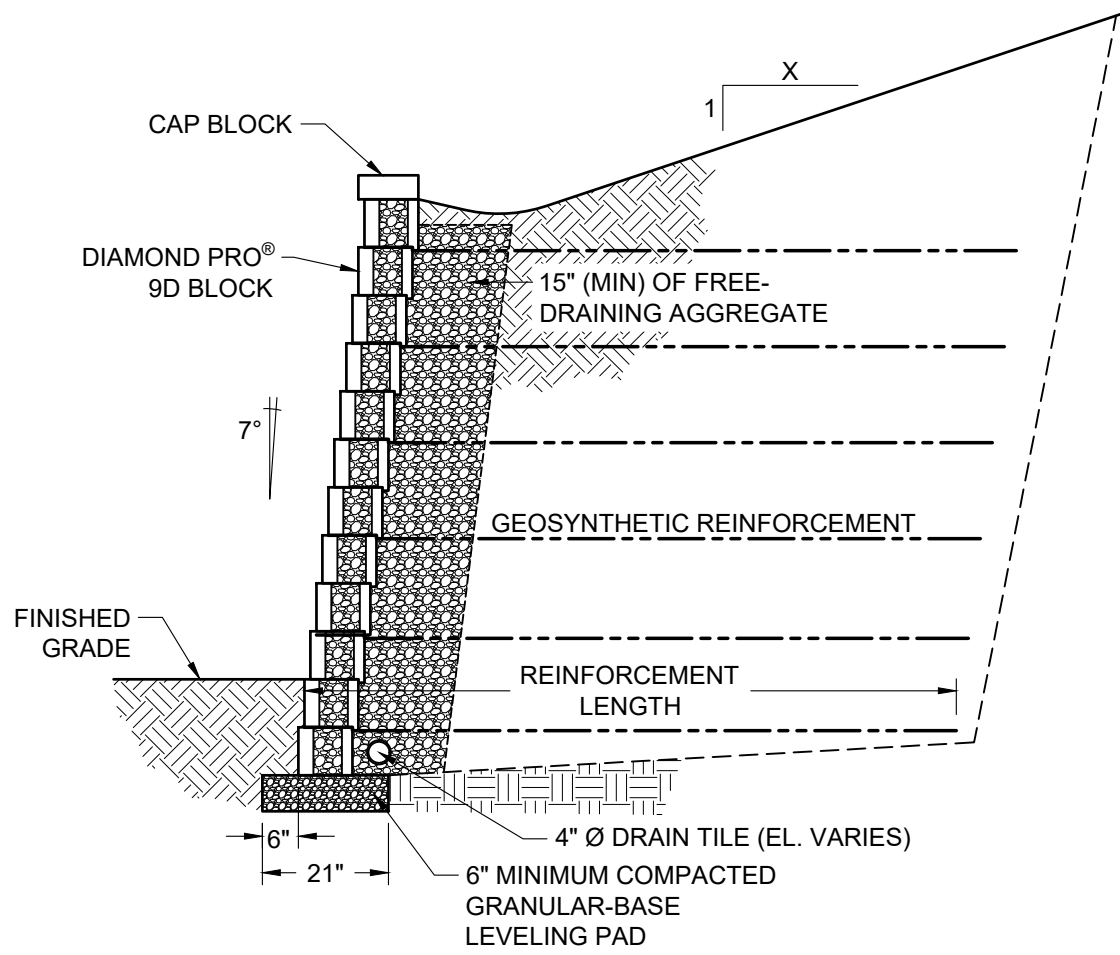 X
1
CAP BLOCK
DIAMOND PRO®
9D BLOCK
15" (MIN) OF FREE-
DRAINING AGGREGATE
7°
GEOSYNTHETIC REINFORCEMENT
FINISHED
GRADE
REINFORCEMENT
LENGTH
6"
4" Ø DRAIN TILE (EL. VARIES)
21"
6" MINIMUM COMPACTED
GRANULAR-BASE
LEVELING PAD